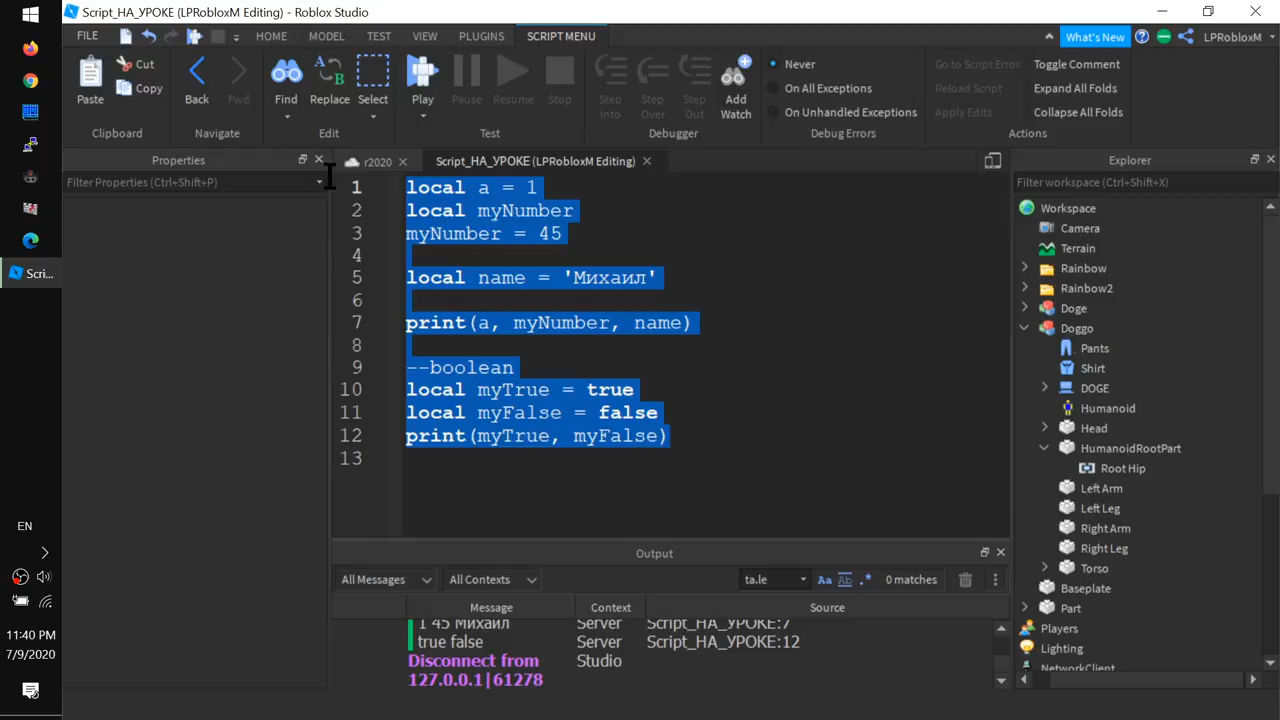 Script_НА_УРОКЕ (LPRobloxM Editing) - Roblox Studio
FILE HOME MODEL TEST VIEW PLUGINS SCRIPT MENU What's New LPRobloxM
Paste Cut Copy Clipboard
Back Fwd Navigate
Find Replace Select Edit
Play Pause Resume Stop Test
Step Into Step Over Step Out Add Watch Debugger
Never
On All Exceptions
On Unhandled Exceptions
Debug Errors
Go to Script Error
Reload Script
Apply Edits
Toggle Comment
Expand All Folds
Collapse All Folds
Actions
Properties
Filter Properties (Ctrl+Shift+P)
r2020
Script_НА_УРОКЕ (LPRobloxM Editing)
1 local a = 1
2 local myNumber
3 myNumber = 45
4
5 local name = 'Михаил'
6
7 print(a, myNumber, name)
8
9 --boolean
10 local myTrue = true
11 local myFalse = false
12 print(myTrue, myFalse)
13
Output
All Messages All Contexts ta.le Aa Ab .* 0 matches
Message Context Source
1 45 Михаил Server Script_НА_УРОКЕ:7
true false Server Script_НА_УРОКЕ:12
Disconnect from Studio
127.0.0.1|61278
Explorer
Filter workspace (Ctrl+Shift+X)
Workspace
Camera
Terrain
Rainbow
Rainbow2
Doge
Doggo
Pants
Shirt
DOGE
Humanoid
Head
HumanoidRootPart
Root Hip
Left Arm
Left Leg
Right Arm
Right Leg
Torso
Baseplate
Part
Players
Lighting
NetworkClient
Scri...
EN
11:40 PM
7/9/2020